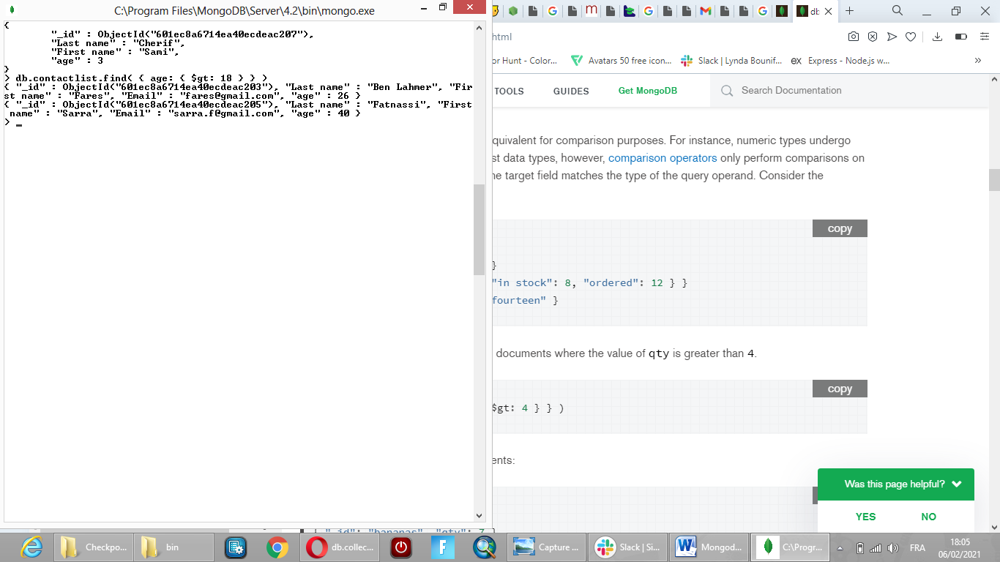 C:\Program Files\MongoDB\Server\4.2\bin\mongo.exe
{
"_id" : ObjectId("601ec8a6714ea40ecdeac207"),
"Last name" : "Cherif",
"First name" : "Sami",
"age" : 3
}
> db.contactlist.find( { age: { $gt: 18 } } )
{ "_id" : ObjectId("601ec8a6714ea40ecdeac203"), "Last name" : "Ben Lahmer", "Fir
st name" : "Fares", "Email" : "fares@gmail.com", "age" : 26 }
{ "_id" : ObjectId("601ec8a6714ea40ecdeac205"), "Last name" : "Fatnassi", "First
name" : "Sarra", "Email" : "sarra.f@gmail.com", "age" : 40 }
>
db
html
or Hunt - Color...
Avatars 50 free icon...
Slack | Lynda Bounif...
ex Express - Node.js w...
TOOLS
GUIDES
Get MongoDB
Search Documentation
quivalent for comparison purposes. For instance, numeric types undergo
st data types, however, comparison operators only perform comparisons on
he target field matches the type of the query operand. Consider the
copy
}
"in stock": 8, "ordered": 12 } }
fourteen" }
documents where the value of qty is greater than 4.
copy
$gt: 4 } } )
ents:
Was this page helpful?
YES
NO
"_id": "bananas", "qty": 7 }
Checkpo...
bin
db.collec...
Capture ...
Slack | Si...
Mongod...
C:\Progr...
FRA
18:05
06/02/2021